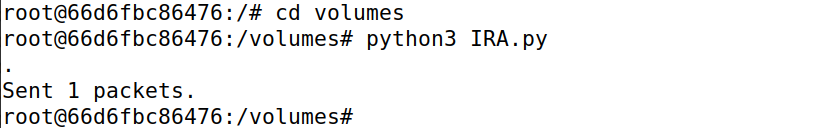 root@66d6fbc86476:/# cd volumes
root@66d6fbc86476:/volumes# python3 IRA.py
.
Sent 1 packets.
root@66d6fbc86476:/volumes#